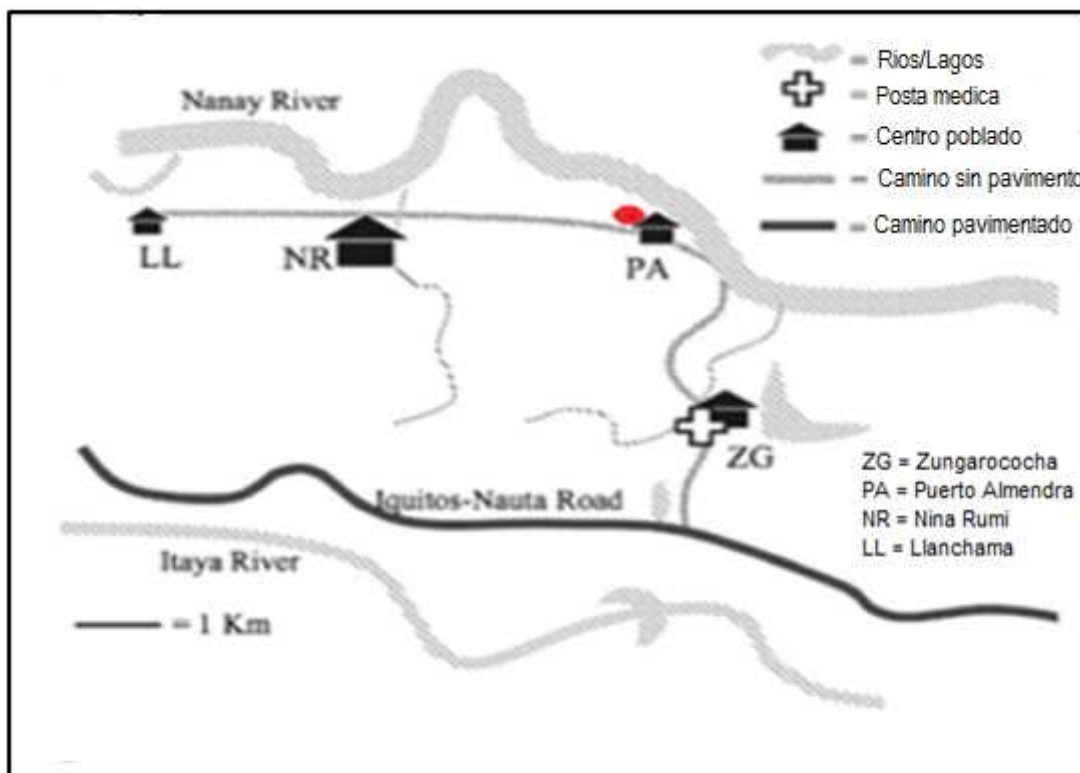 Nanay River
= Rios/Lagos
= Posta medica
= Centro poblado
= Camino sin pavimento
= Camino pavimentado
LL
NR
PA
ZG
ZG = Zungarococha
PA = Puerto Almendra
NR = Nina Rumi
LL = Llanchama
Iquitos-Nauta Road
Itaya River
= 1 Km